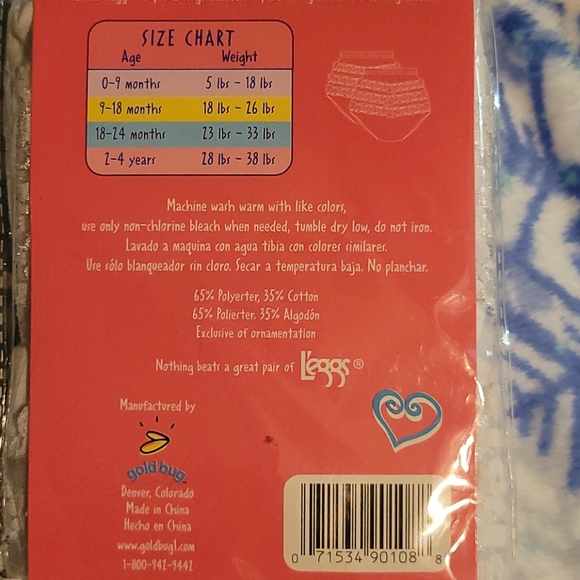 SIZE CHART
Age Weight
0-9 months 5 lbs - 18 lbs
9-18 months 18 lbs - 26 lbs
18-24 months 23 lbs - 33 lbs
2-4 years 28 lbs - 38 lbs
Machine wash warm with like colors,
use only non-chlorine bleach when needed, tumble dry low, do not iron.
Lavado a maquina con agua tibia con colores similares.
Use sólo blanqueador sin cloro. Secar a temperatura baja. No planchar.
65% Polyester, 35% Cotton
65% Polierter. 35% Algodón
Exclusive of ornamentation
Nothing beats a great pair of L'eggs®
Manufactured by
gold bug
Denver, Colorado
Made in China
Hecho en China
www.goldbug1.com
1-800-942-9442
0 71534 90108 8